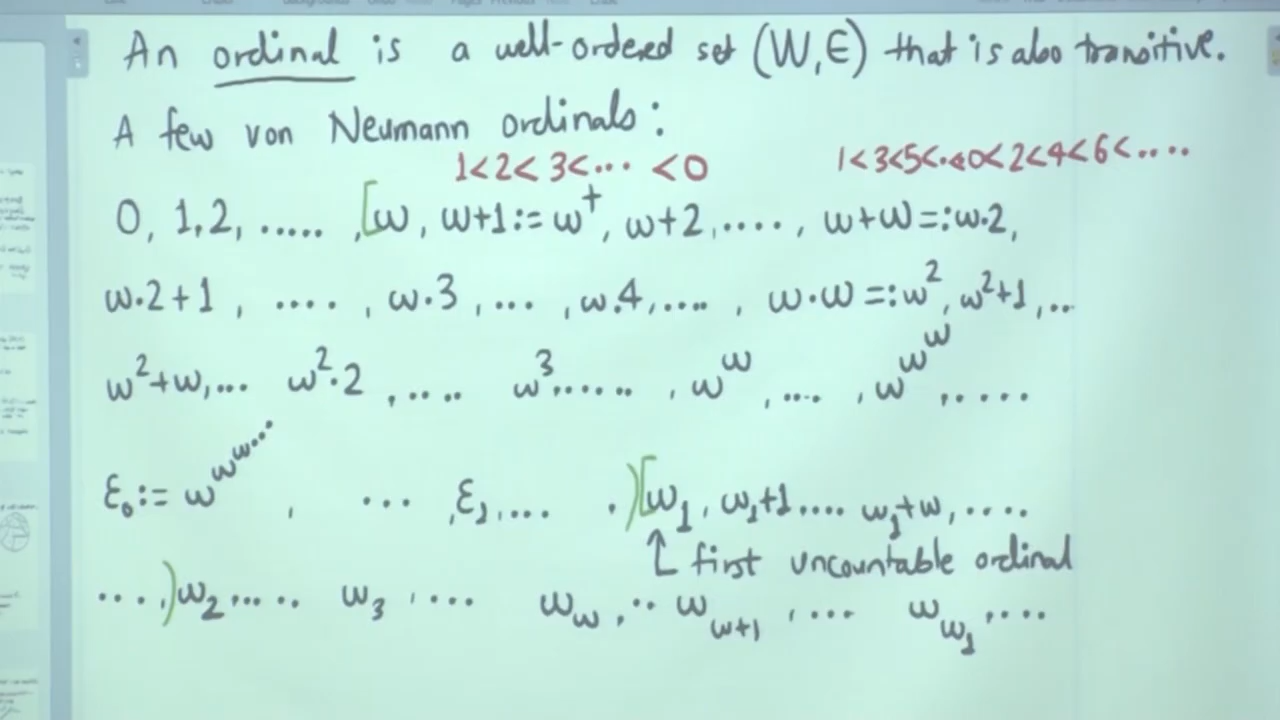 An ordinal is a well-ordered set (W,∈) that is also transitive.
A few von Neumann ordinals:
1<2<3<... <0 1<3<5<...<0<2<4<6<....
0, 1,2, ....., [ω, ω+1:=ω⁺, ω+2,...., ω+ω=:ω·2,
ω·2+1, ...., ω·3,..., ω·4,...., ω·ω=:ω², ω²+1,...
ω²+ω,... ω²·2,.... ω³......, ω^ω, ...., ω^ω^ω,.....
ε₀:= ω^ω^ω^..., ... ,ε₁,.... .)[ω₁, ω₁+1.... ω₁+ω,....
↑ first uncountable ordinal
....,)ω₂..... ω₃,.... ω_ω,.. ω_ω+1,.... ω_ω₁,....